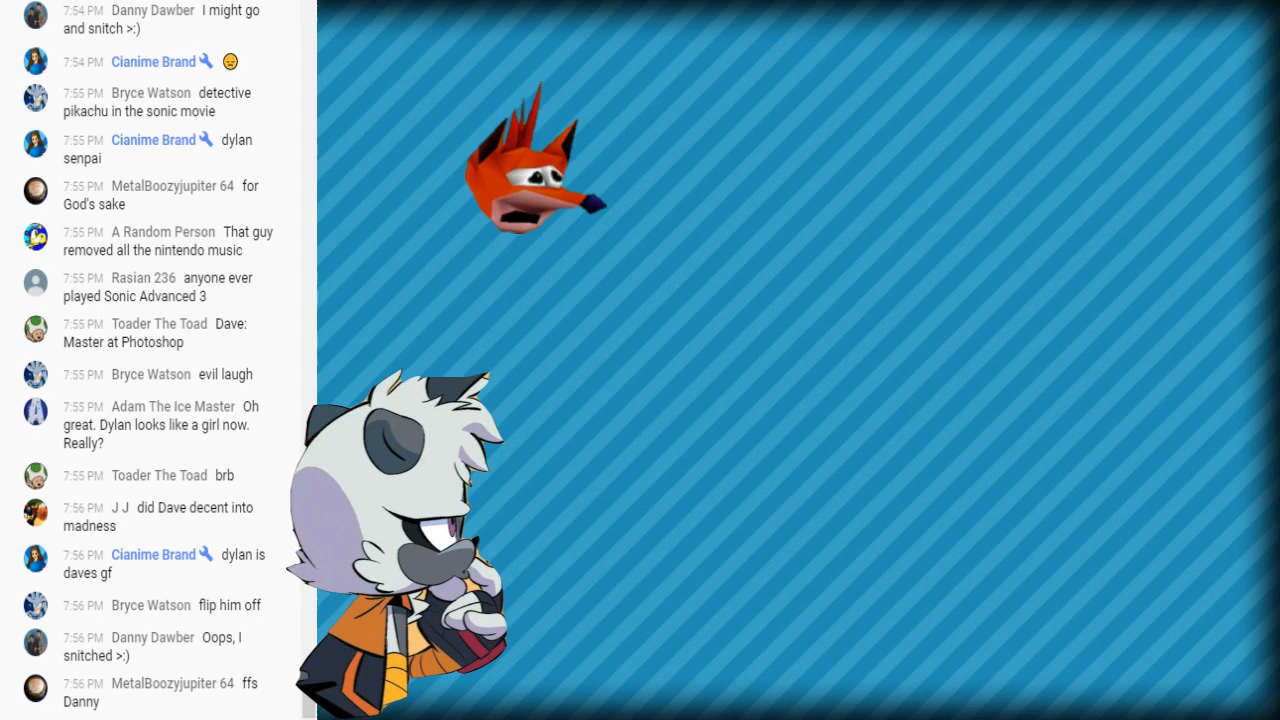 7:54 PM Danny Dawber I might go
and snitch >:)
7:54 PM Cianime Brand
7:55 PM Bryce Watson detective
pikachu in the sonic movie
7:55 PM Cianime Brand dylan
senpai
7:55 PM MetalBoozyjupiter 64 for
God's sake
7:55 PM A Random Person That guy
removed all the nintendo music
7:55 PM Rasian 236 anyone ever
played Sonic Advanced 3
7:55 PM Toader The Toad Dave:
Master at Photoshop
7:55 PM Bryce Watson evil laugh
7:55 PM Adam The Ice Master Oh
great. Dylan looks like a girl now.
Really?
7:55 PM Toader The Toad brb
7:56 PM J J did Dave decent into
madness
7:56 PM Cianime Brand dylan is
daves gf
7:56 PM Bryce Watson flip him off
7:56 PM Danny Dawber Oops, I
snitched >:)
7:56 PM MetalBoozyjupiter 64 ffs
Danny